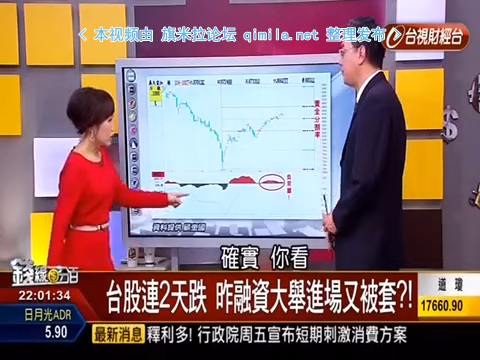 < 本视频由 旗米拉论坛 qimila.net 整理发布 >
台視財經台
黃金分割率
資料提供
確實 你看
錢線百分百
台股連2天跌 昨融資大舉進場又被套?!
道瓊
17660.90
22:01:34
日月光ADR
5.90
最新消息 釋利多! 行政院周五宣布短期刺激消費方案